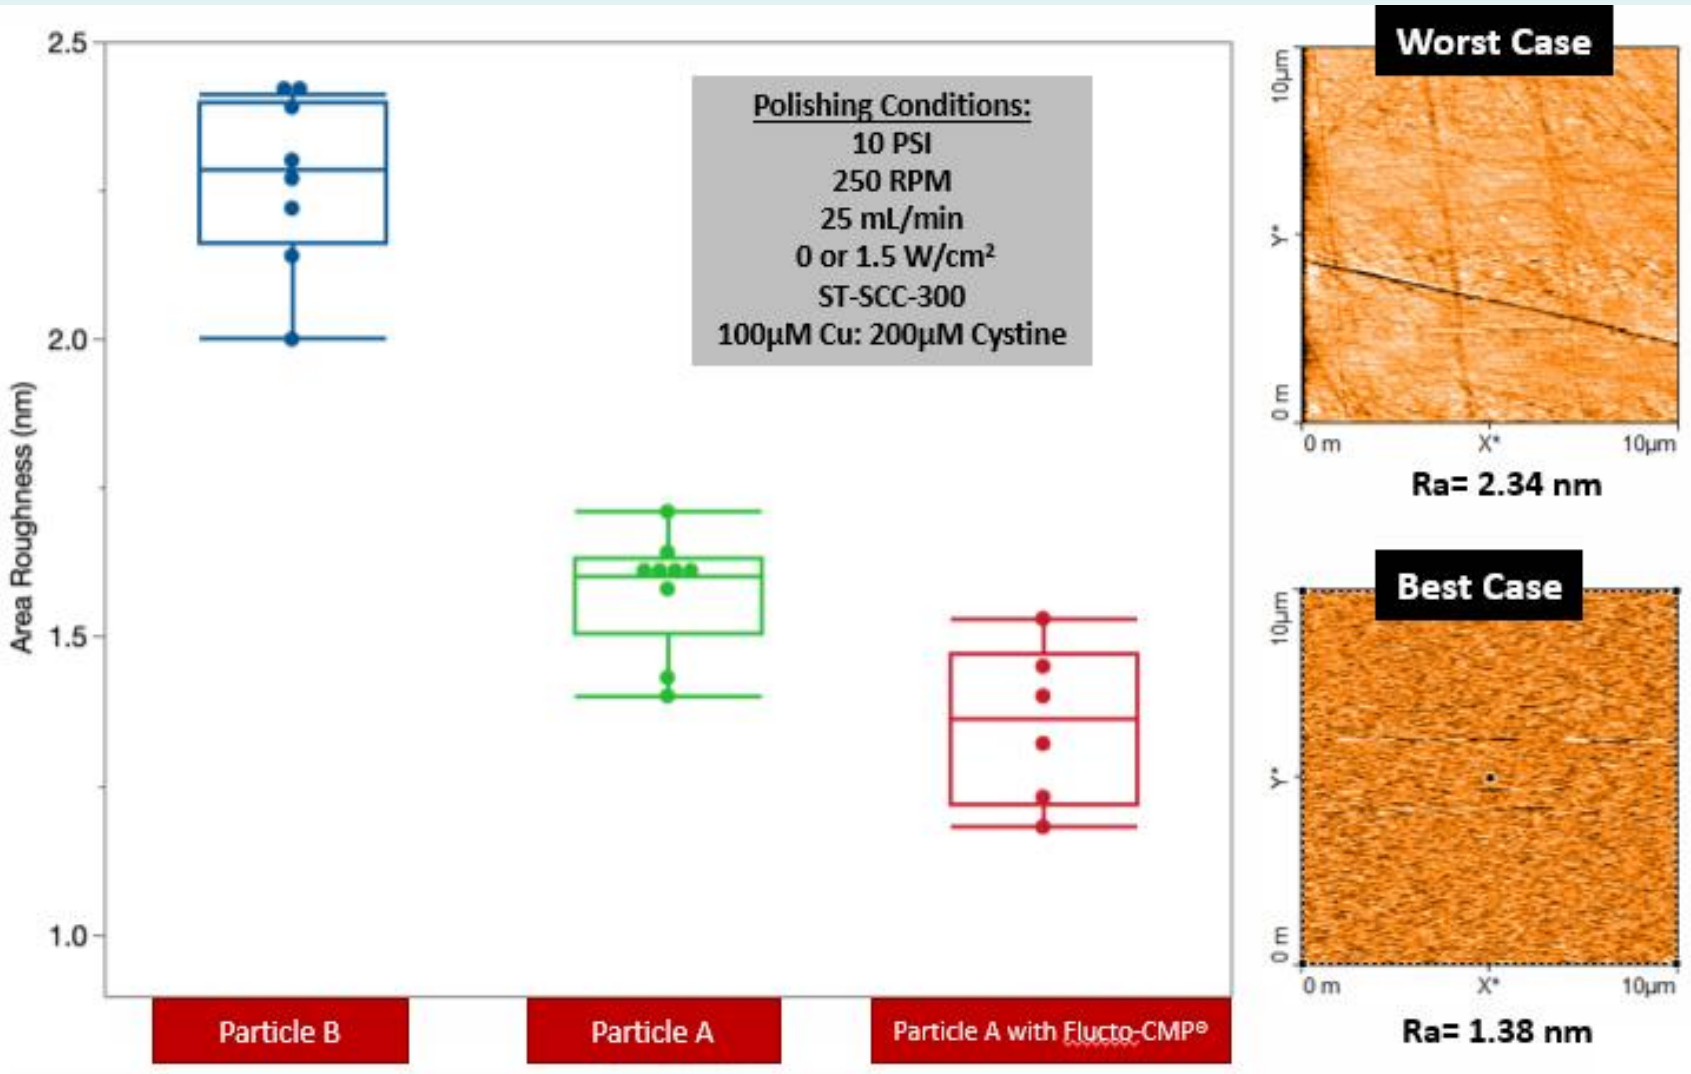 2.5
2.0
1.5
1.0
Area Roughness (nm)
Polishing Conditions:
10 PSI
250 RPM
25 mL/min
0 or 1.5 W/cm²
ST-SCC-300
100µM Cu: 200µM Cystine
Particle B
Particle A
Particle A with Flucto-CMP®
Worst Case
10µm
Y*
0 m
0 m
X*
10µm
Ra= 2.34 nm
Best Case
10µm
Y*
0 m
0 m
X*
10µm
Ra= 1.38 nm